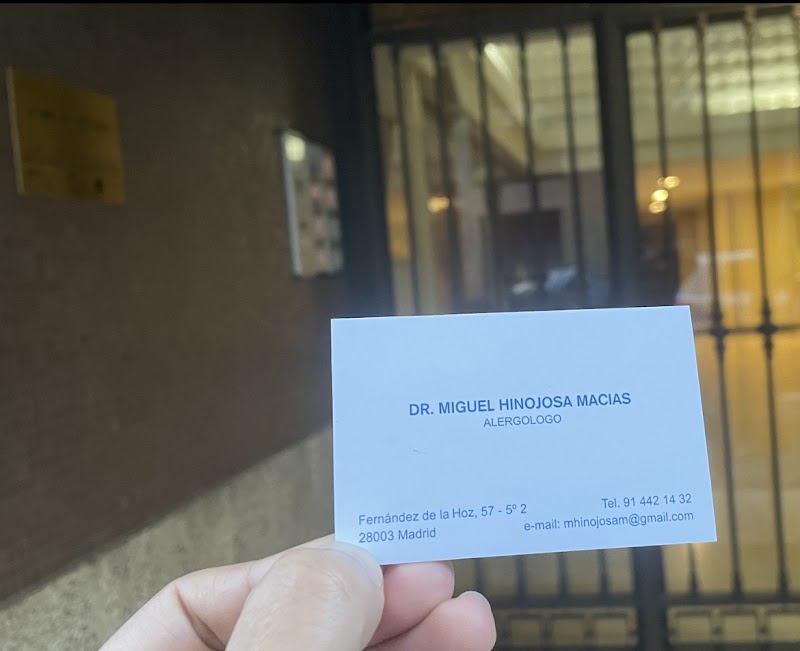 DR. MIGUEL HINOJOSA MACIAS
ALERGOLOGO
Fernández de la Hoz, 57 - 5º 2
28003 Madrid
Tel. 91 442 14 32
e-mail: mhinojosam@gmail.com